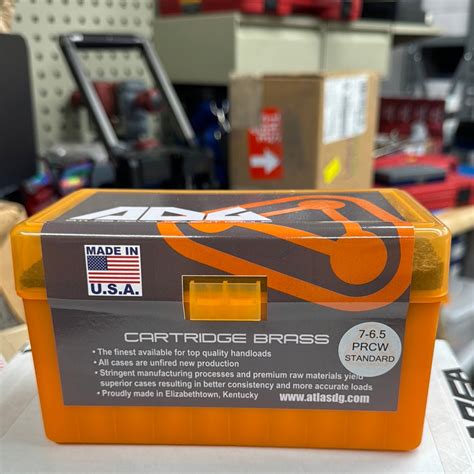 ADG
MADE IN
U.S.A.
CARTRIDGE BRASS
• The finest available for top quality handloads
• All cases are unfired new production
• Stringent manufacturing processes and premium raw materials yield
superior cases resulting in better consistency and more accurate loads
• Proudly made in Elizabethtown, Kentucky
www.atlasdg.com
7-6.5
PRCW
STANDARD